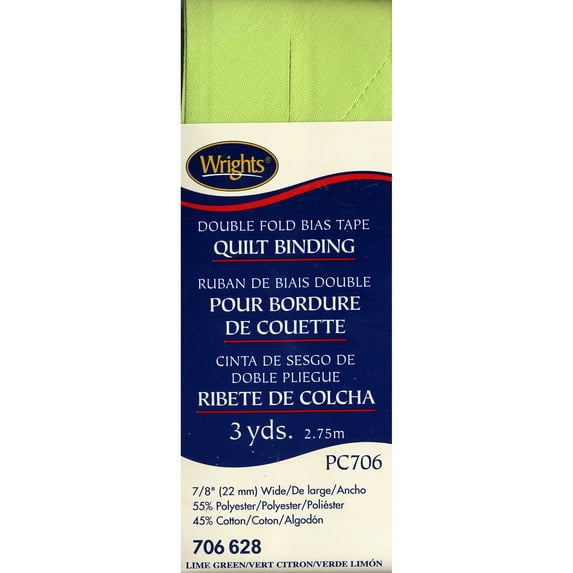 Wrights®
DOUBLE FOLD BIAS TAPE
QUILT BINDING
RUBAN DE BIAIS DOUBLE
POUR BORDURE
DE COUETTE
CINTA DE SESGO DE
DOBLE PLIEGUE
RIBETE DE COLCHA
3 yds. 2.75m
PC706
7/8" (22 mm) Wide/De large/Ancho
55% Polyester/Polyester/Poliéster
45% Cotton/Coton/Algodón
706 628
LIME GREEN/VERT CITRON/VERDE LIMÓN